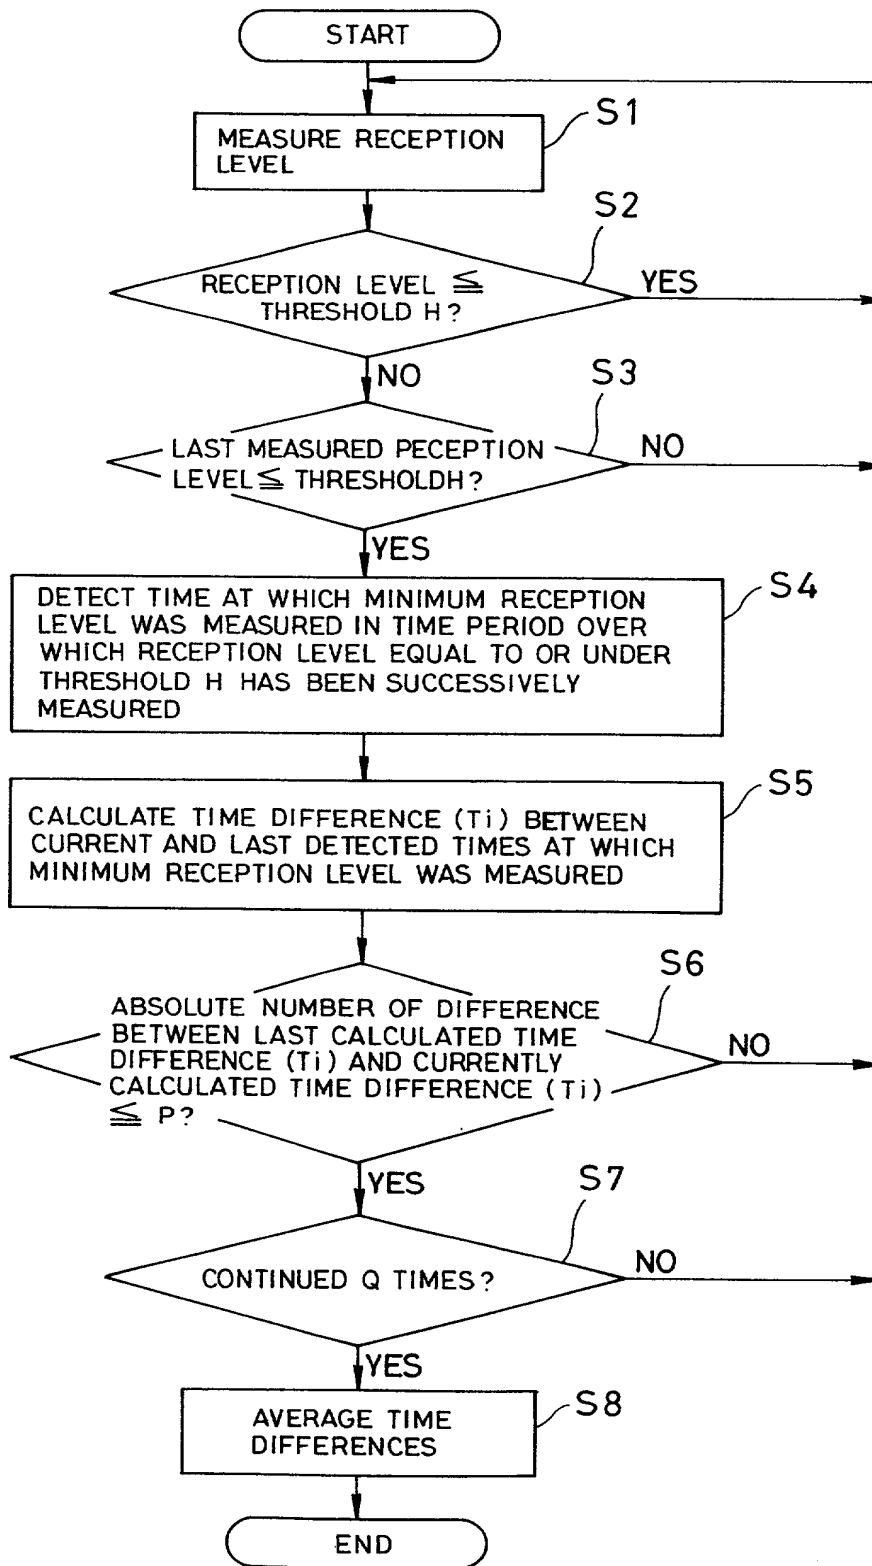 START
MEASURE RECEPTION
LEVEL
S1
RECEPTION LEVEL ≦
THRESHOLD H?
S2
YES
NO
LAST MEASURED PECEPTION
LEVEL ≦ THRESHOLDH?
S3
NO
YES
DETECT TIME AT WHICH MINIMUM RECEPTION
LEVEL WAS MEASURED IN TIME PERIOD OVER
WHICH RECEPTION LEVEL EQUAL TO OR UNDER
THRESHOLD H HAS BEEN SUCCESSIVELY
MEASURED
S4
CALCULATE TIME DIFFERENCE (Ti) BETWEEN
CURRENT AND LAST DETECTED TIMES AT WHICH
MINIMUM RECEPTION LEVEL WAS MEASURED
S5
ABSOLUTE NUMBER OF DIFFERENCE
BETWEEN LAST CALCULATED TIME
DIFFERENCE (Ti) AND CURRENTLY
CALCULATED TIME DIFFERENCE (Ti)
≦ P?
S6
NO
YES
CONTINUED Q TIMES?
S7
NO
YES
AVERAGE TIME
DIFFERENCES
S8
END